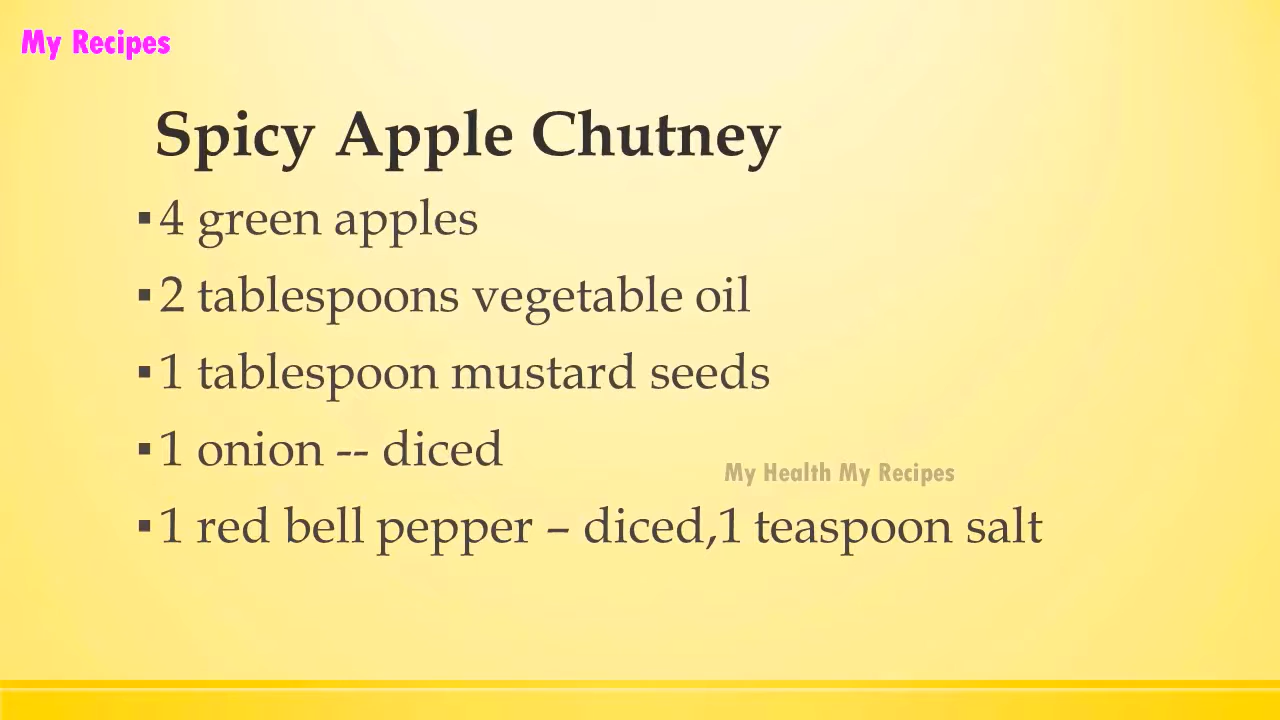 My Recipes
Spicy Apple Chutney
▪4 green apples
▪2 tablespoons vegetable oil
▪1 tablespoon mustard seeds
▪1 onion -- diced
My Health My Recipes
▪1 red bell pepper – diced,1 teaspoon salt